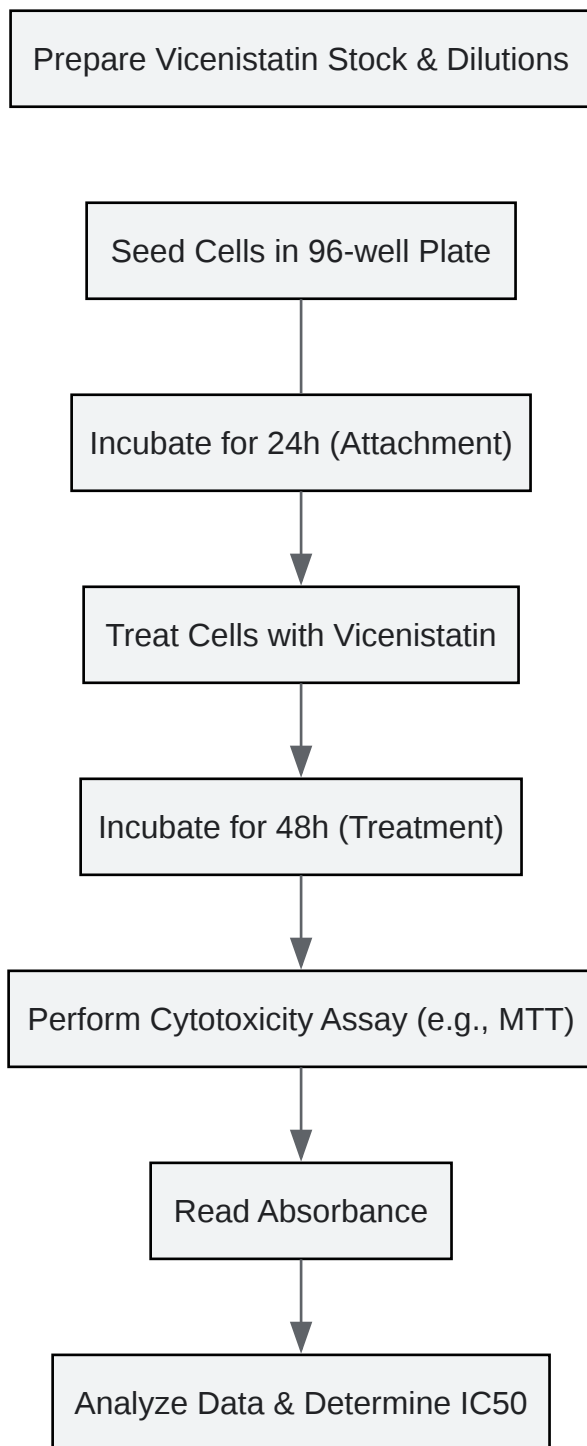 Prepare Vicenistatin Stock & Dilutions
Seed Cells in 96-well Plate
Incubate for 24h (Attachment)
Treat Cells with Vicenistatin
Incubate for 48h (Treatment)
Perform Cytotoxicity Assay (e.g., MTT)
Read Absorbance
Analyze Data & Determine IC50